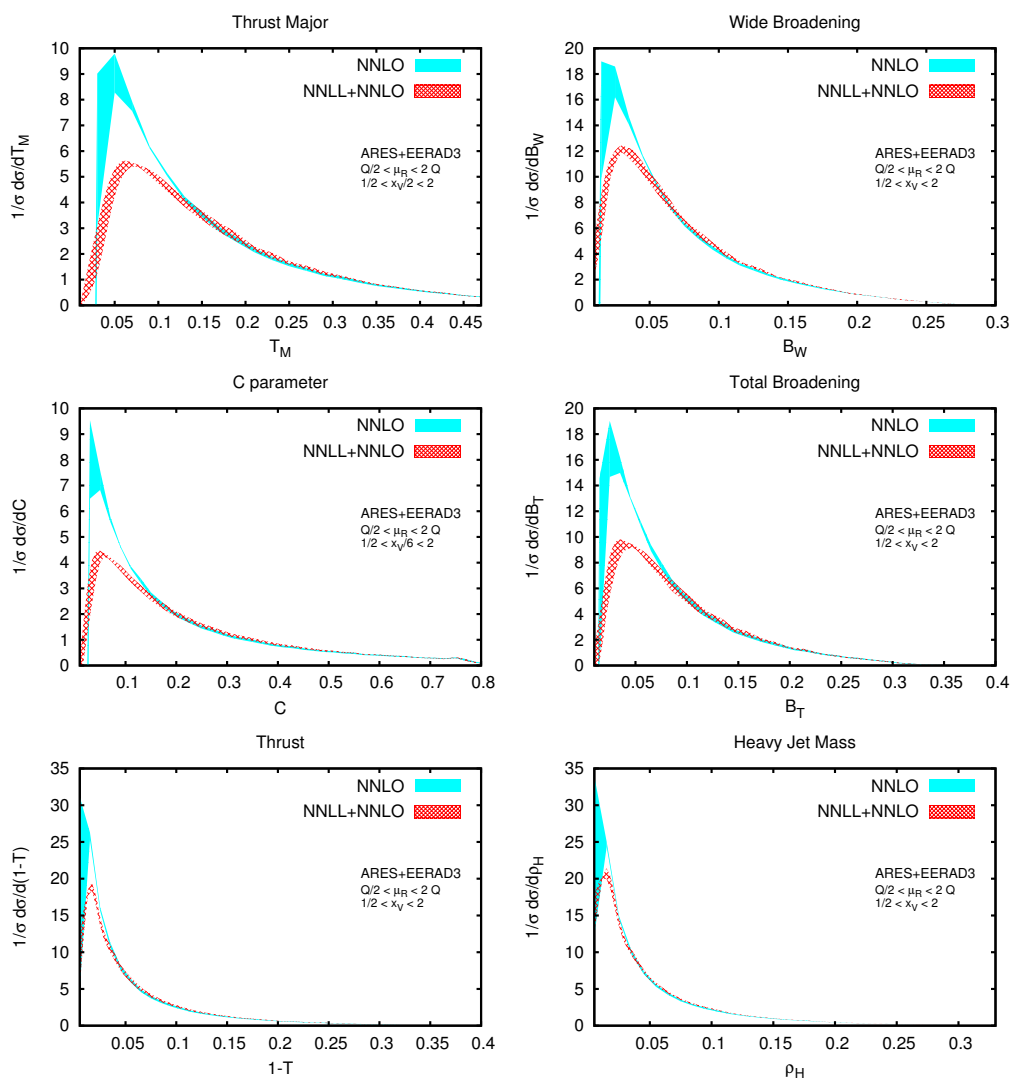 Thrust Major
10
9
8
7
6
5
4
3
2
1
0
0.05 0.1 0.15 0.2 0.25 0.3 0.35 0.4 0.45
1/σ dσ/dT_M
T_M
NNLO
NNLL+NNLO
ARES+EERAD3
Q/2 < μ_R < 2 Q
1/2 < x_V/2 < 2
Wide Broadening
20
18
16
14
12
10
8
6
4
2
0
0.05 0.1 0.15 0.2 0.25 0.3
1/σ dσ/dB_W
B_W
NNLO
NNLL+NNLO
ARES+EERAD3
Q/2 < μ_R < 2 Q
1/2 < x_V < 2
C parameter
10
9
8
7
6
5
4
3
2
1
0
0.1 0.2 0.3 0.4 0.5 0.6 0.7 0.8
1/σ dσ/dC
C
NNLO
NNLL+NNLO
ARES+EERAD3
Q/2 < μ_R < 2 Q
1/2 < x_V/6 < 2
Total Broadening
20
18
16
14
12
10
8
6
4
2
0
0.05 0.1 0.15 0.2 0.25 0.3 0.35 0.4
1/σ dσ/dB_T
B_T
NNLO
NNLL+NNLO
ARES+EERAD3
Q/2 < μ_R < 2 Q
1/2 < x_V < 2
Thrust
35
30
25
20
15
10
5
0
0.05 0.1 0.15 0.2 0.25 0.3 0.35 0.4
1/σ dσ/d(1-T)
1-T
NNLO
NNLL+NNLO
ARES+EERAD3
Q/2 < μ_R < 2 Q
1/2 < x_V < 2
Heavy Jet Mass
35
30
25
20
15
10
5
0
0.05 0.1 0.15 0.2 0.25 0.3
1/σ dσ/dρ_H
ρ_H
NNLO
NNLL+NNLO
ARES+EERAD3
Q/2 < μ_R < 2 Q
1/2 < x_V < 2